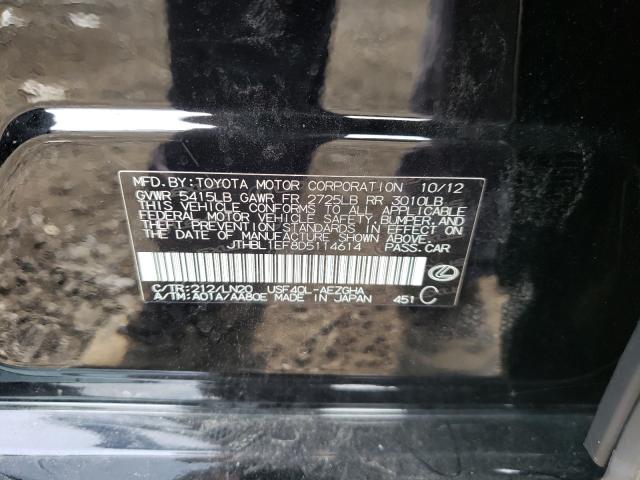 MFD. BY: TOYOTA MOTOR CORPORATION 10/12
GVWR 5415LB GAWR FR 2725LB RR 3010LB
THIS VEHICLE CONFORMS TO ALL APPLICABLE
FEDERAL MOTOR VEHICLE SAFETY, BUMPER, AND
THEFT PREVENTION STANDARDS IN EFFECT ON
THE DATE OF MANUFACTURE SHOWN ABOVE.
JTHBL1EF8D5114614 PASS.CAR
C/TR:212/LN20 USF40L-AEZGHA
A/TM:A01A/AA80E MADE IN JAPAN 451 C